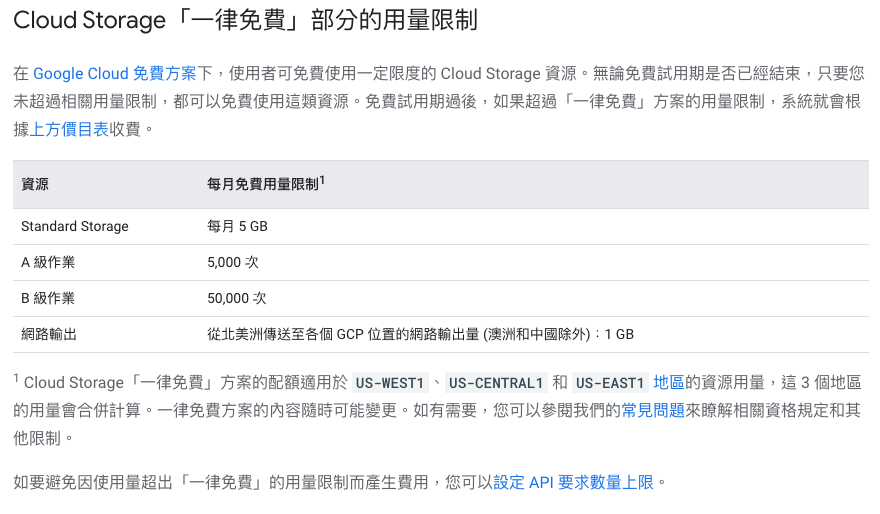 Cloud Storage「一律免費」部分的用量限制
在 Google Cloud 免費方案下，使用者可免費使用一定限度的 Cloud Storage 資源。無論免費試用期是否已經結束，只要您
未超過相關用量限制，都可以免費使用這類資源。免費試用期過後，如果超過「一律免費」方案的用量限制，系統就會根
據上方價目表收費。
資源 每月免費用量限制1
Standard Storage 每月 5 GB
A 級作業 5,000 次
B 級作業 50,000 次
網路輸出 從北美洲傳送至各個 GCP 位置的網路輸出量 (澳洲和中國除外)：1 GB
1 Cloud Storage「一律免費」方案的配額適用於 US-WEST1、US-CENTRAL1 和 US-EAST1 地區的資源用量，這 3 個地區
的用量會合併計算。一律免費方案的內容隨時可能變更。如有需要，您可以參閱我們的常見問題來瞭解相關資格規定和其
他限制。
如要避免因使用量超出「一律免費」的用量限制而產生費用，您可以設定 API 要求數量上限。